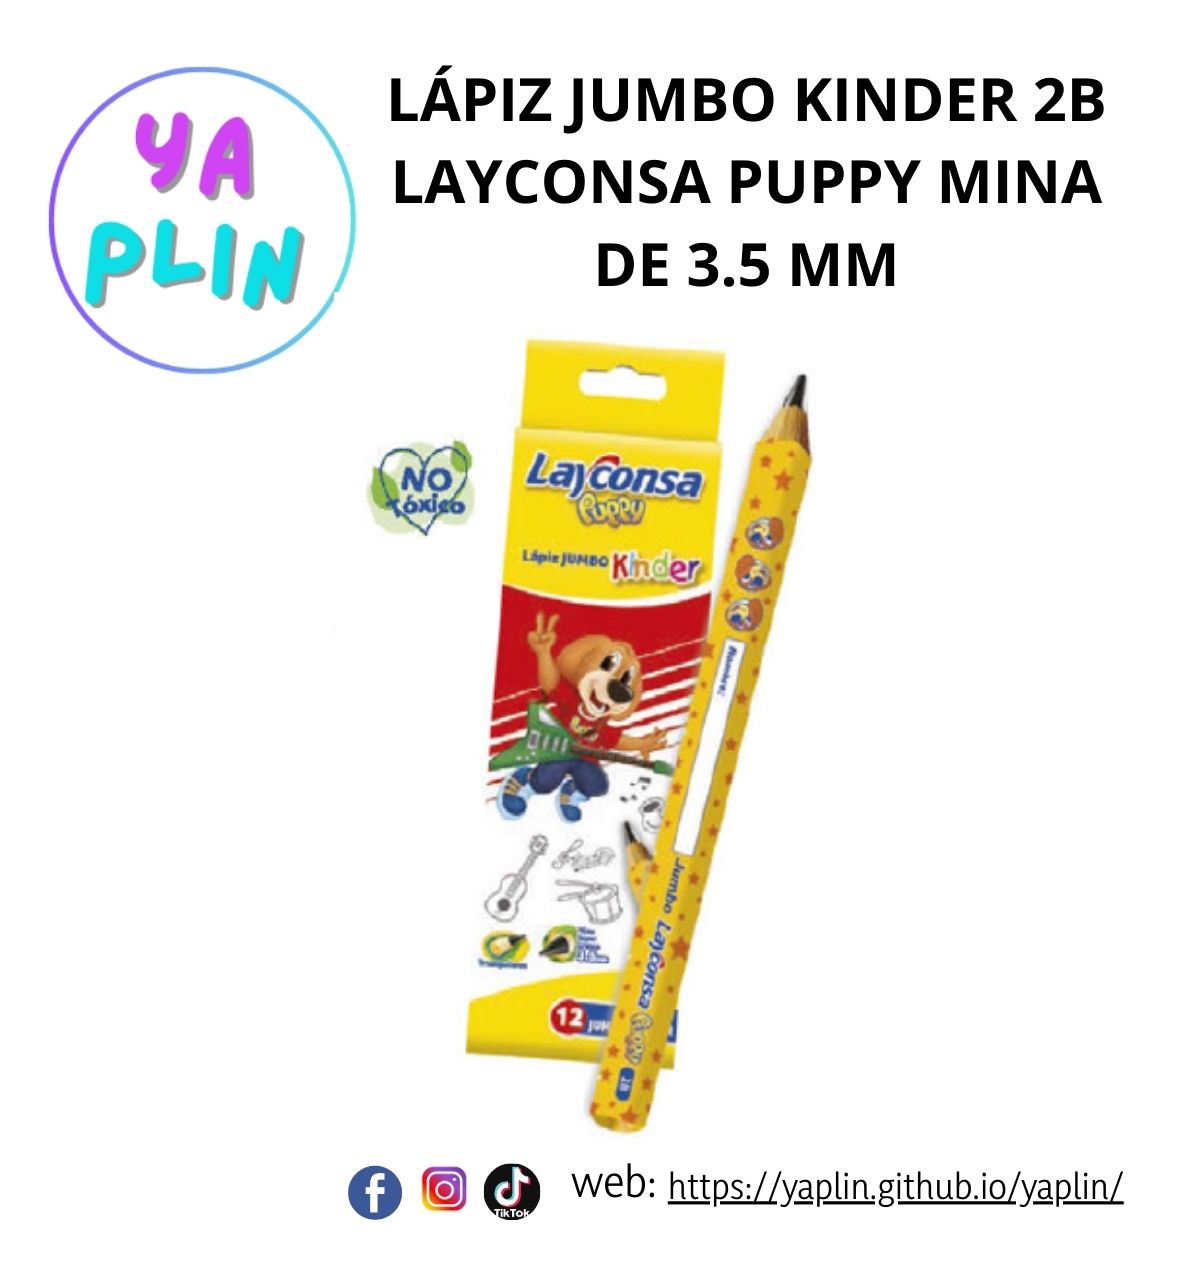 YA
PLIN
LÁPIZ JUMBO KINDER 2B
LAYCONSA PUPPY MINA
DE 3.5 MM
NO
tóxico
Layconsa
Puppy
Lápiz JUMBO Kinder
Nombre:
Jumbo Layconsa Puppy
2B
12
TikTok
web: https://yaplin.github.io/yaplin/